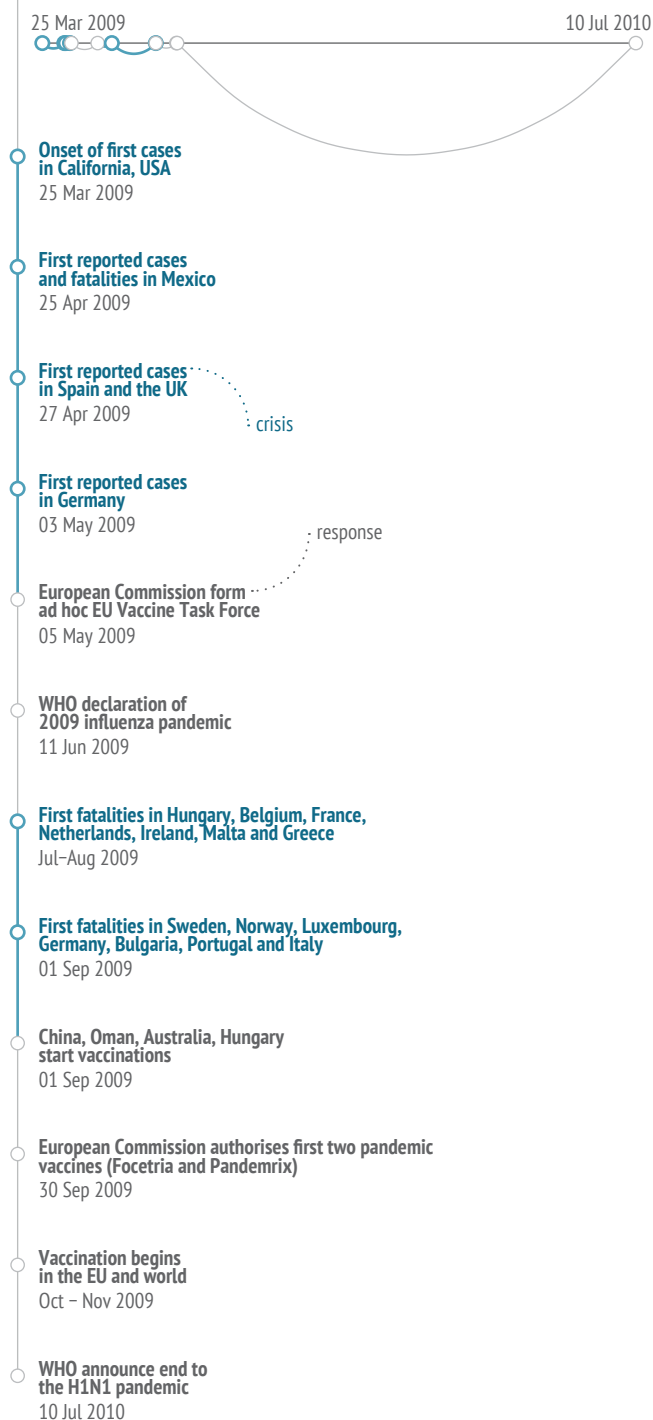 25 Mar 2009
10 Jul 2010
Onset of first cases
in California, USA
25 Mar 2009
First reported cases
and fatalities in Mexico
25 Apr 2009
First reported cases
in Spain and the UK
27 Apr 2009
crisis
First reported cases
in Germany
03 May 2009
response
European Commission form
ad hoc EU Vaccine Task Force
05 May 2009
WHO declaration of
2009 influenza pandemic
11 Jun 2009
First fatalities in Hungary, Belgium, France,
Netherlands, Ireland, Malta and Greece
Jul–Aug 2009
First fatalities in Sweden, Norway, Luxembourg,
Germany, Bulgaria, Portugal and Italy
01 Sep 2009
China, Oman, Australia, Hungary
start vaccinations
01 Sep 2009
European Commission authorises first two pandemic
vaccines (Focetria and Pandemrix)
30 Sep 2009
Vaccination begins
in the EU and world
Oct – Nov 2009
WHO announce end to
the H1N1 pandemic
10 Jul 2010